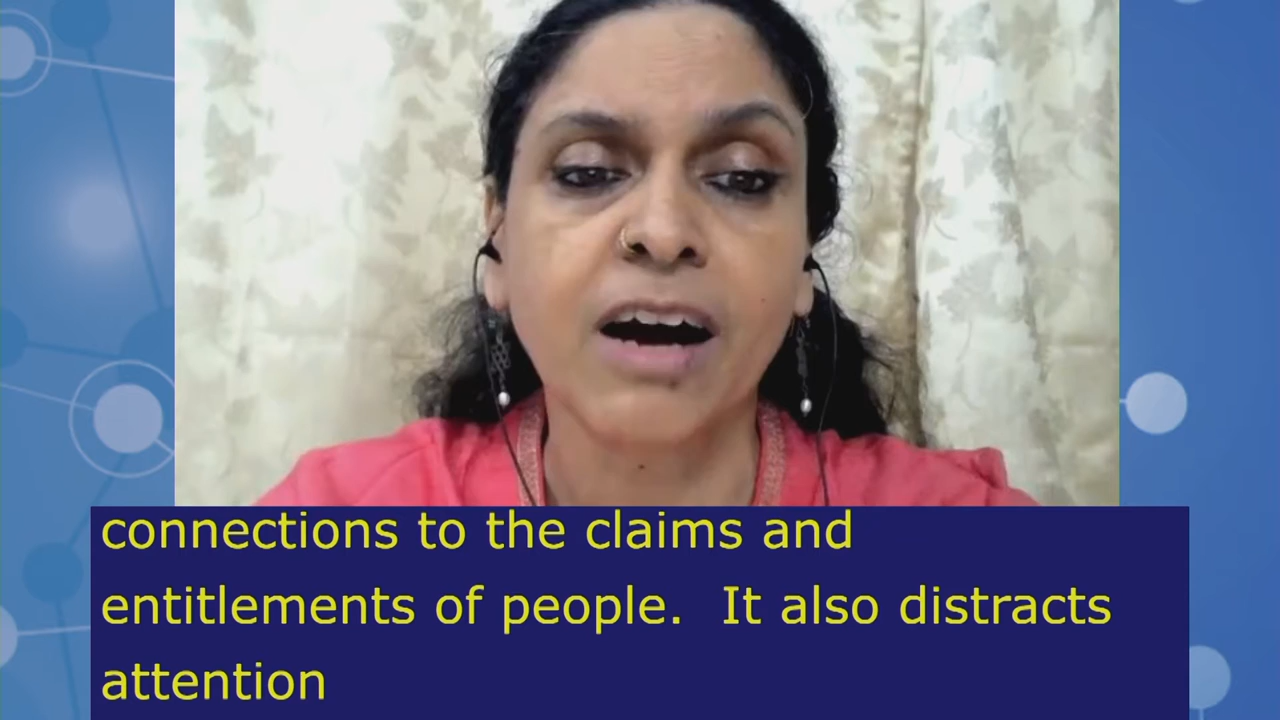 connections to the claims and
entitlements of people.  It also distracts
attention